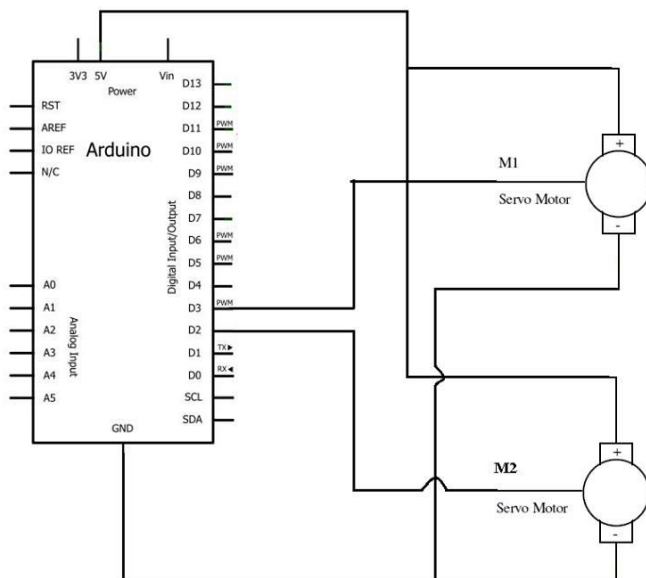 3V3 5V Vin
Power
Arduino
RST
AREF
IO REF
N/C
A0
A1
A2
A3
A4
A5
Analog Input
Digital Input/Output
D13
D12
D11 PWM
D10 PWM
D9 PWM
D8
D7
D6 PWM
D5 PWM
D4
D3 PWM
D2
D1 TX▶
D0 RX◀
SCL
SDA
GND
+
M1
Servo Motor
-
+
M2
Servo Motor
-